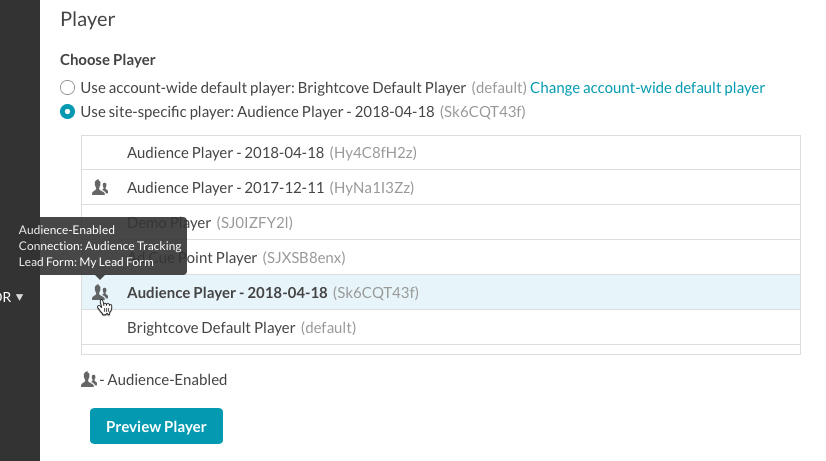 Player
Choose Player
Use account-wide default player: Brightcove Default Player (default) Change account-wide default player
Use site-specific player: Audience Player - 2018-04-18 (Sk6CQT43f)
Audience Player - 2018-04-18 (Hy4C8fH2z)
Audience Player - 2017-12-11 (HyNa1I3Zz)
Demo Player (SJ0IZFY2l)
Audience-Enabled
Connection: Audience Tracking
Lead Form: My Lead Form
Cue Point Player (SJXSB8enx)
OR ▼
Audience Player - 2018-04-18 (Sk6CQT43f)
Brightcove Default Player (default)
- Audience-Enabled
Preview Player